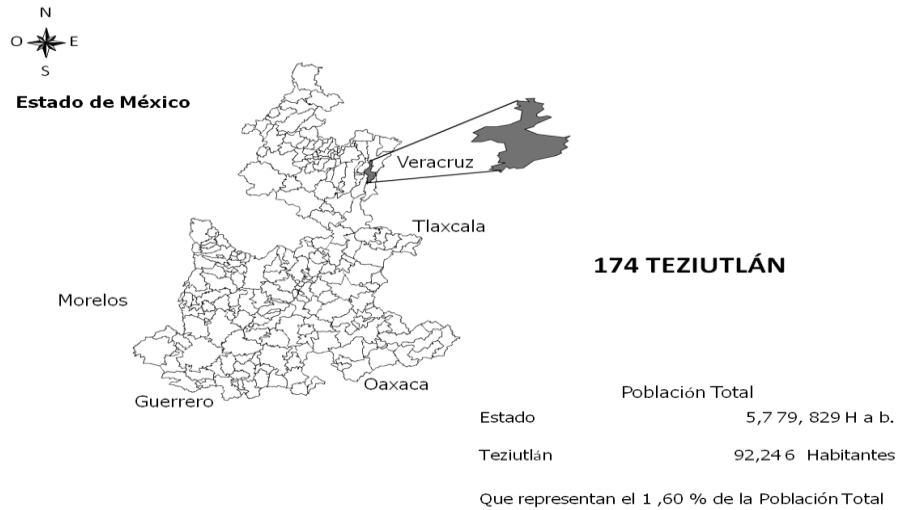 N
O E
S
Estado de México
Veracruz
Tlaxcala
174 TEZIUTLÁN
Morelos
Oaxaca
Guerrero
Población Total
Estado 5,7 79, 829 H a b.
Teziutlán 92,24 6 Habitantes
Que representan el 1 ,60 % de la Población Total